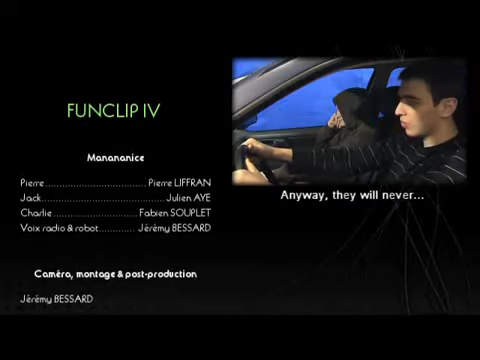 FUNCLIP IV
Manananice
Pierre................................. Pierre LIFFRAN
Jack....................................... Julien AYE
Charlie........................... Fabien SOUPLET
Voix radio & robot............ Jérémy BESSARD
Caméra, montage & post-production
Jérémy BESSARD
Anyway, they will never...